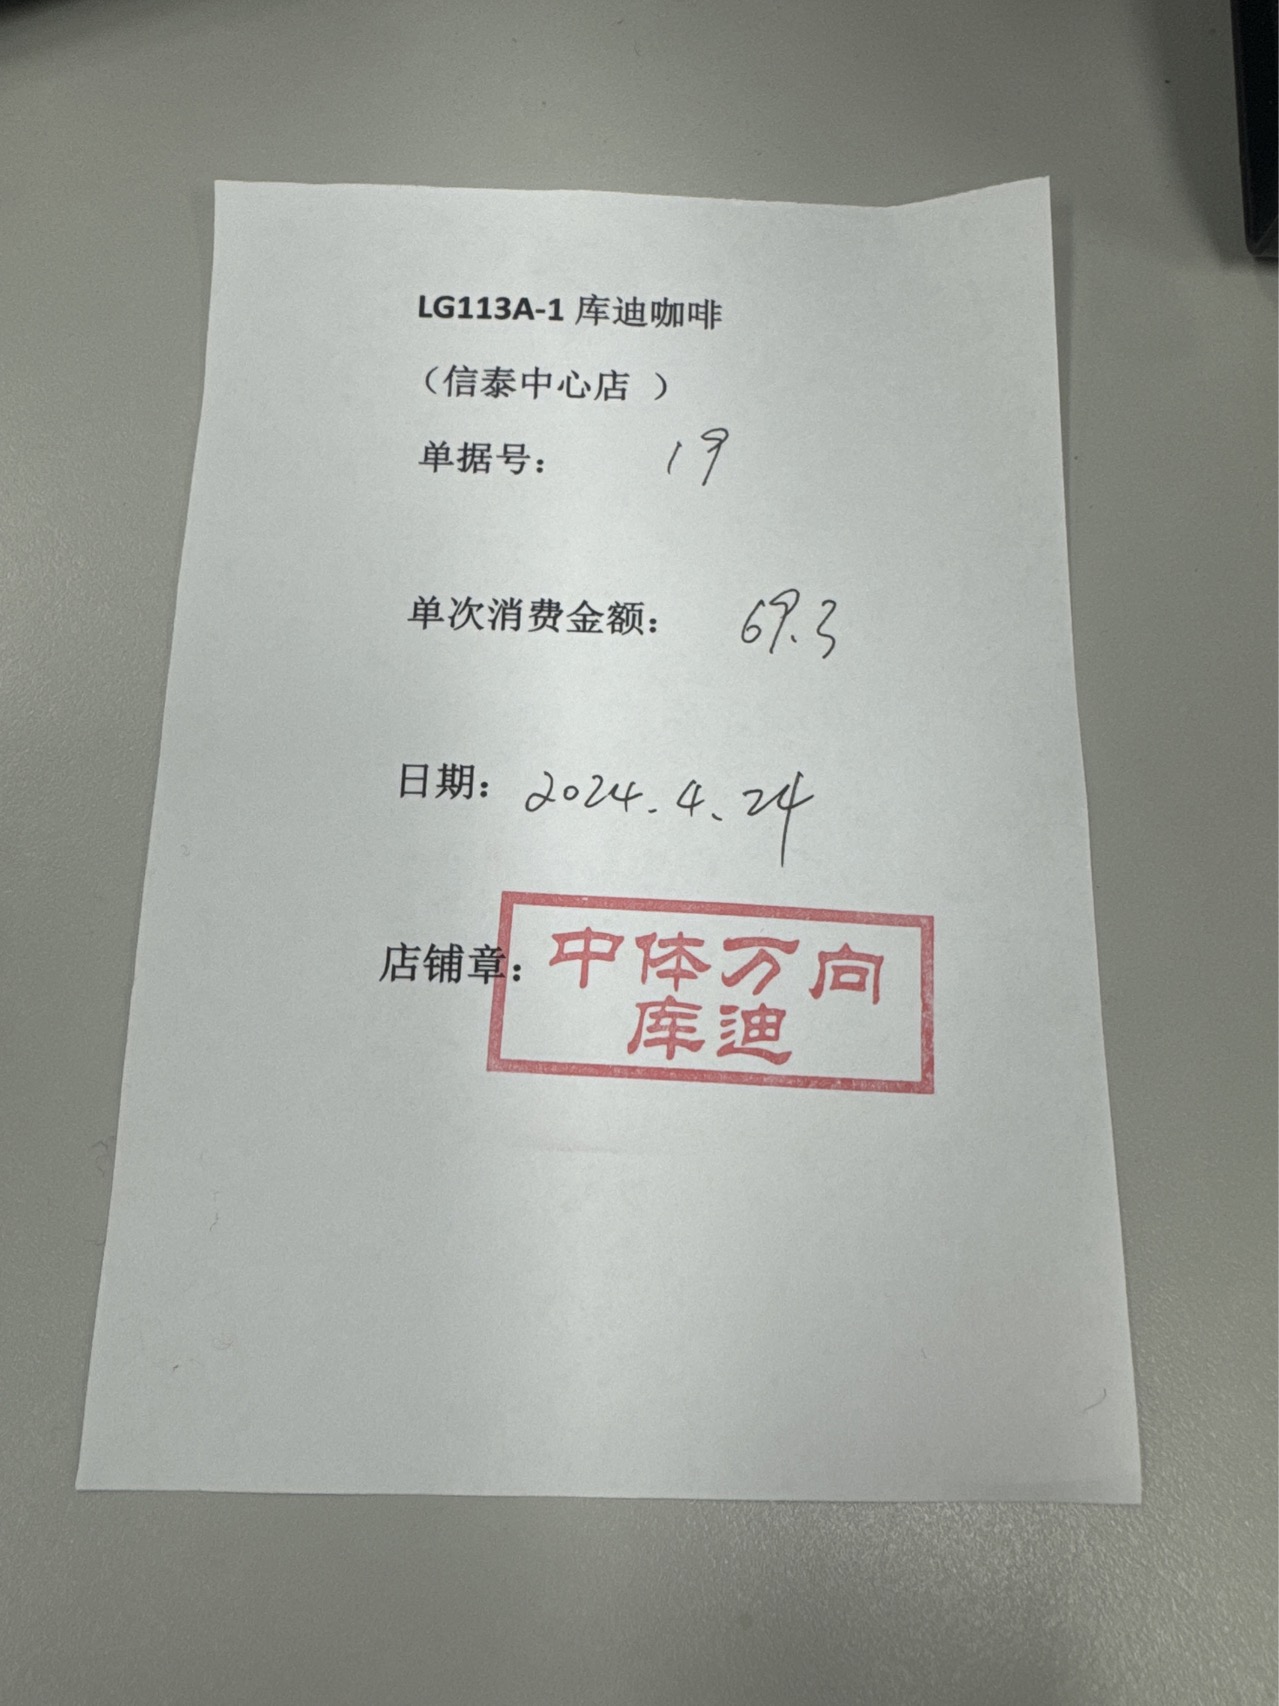 LG113A-1 库迪咖啡
（信泰中心店 ）
单据号： 19
单次消费金额： 69.3
日期： 2024.4.24
店铺章：
中体万向
库迪